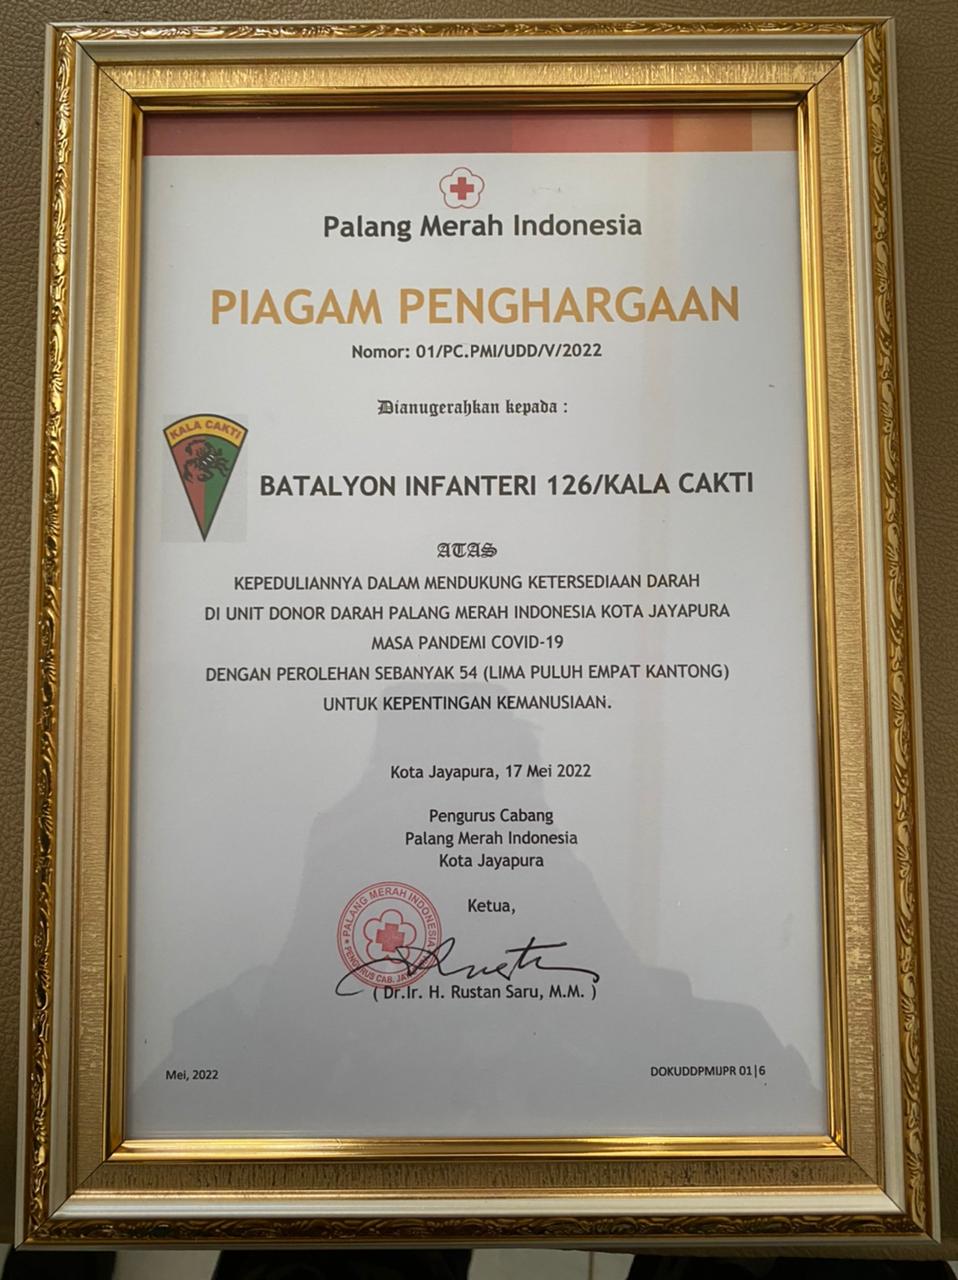 Palang Merah Indonesia
PIAGAM PENGHARGAAN
Nomor: 01/PC.PMI/UDD/V/2022
Dianugerahkan kepada :
KALA CAKTI
BATALYON INFANTERI 126/KALA CAKTI
ATAS
KEPEDULIANNYA DALAM MENDUKUNG KETERSEDIAAN DARAH
DI UNIT DONOR DARAH PALANG MERAH INDONESIA KOTA JAYAPURA
MASA PANDEMI COVID-19
DENGAN PEROLEHAN SEBANYAK 54 (LIMA PULUH EMPAT KANTONG)
UNTUK KEPENTINGAN KEMANUSIAAN.
Kota Jayapura, 17 Mei 2022
Pengurus Cabang
Palang Merah Indonesia
Kota Jayapura
Ketua,
PALANG MERAH INDONESIA
PENGURUS CAB.
( Dr.Ir. H. Rustan Saru, M.M. )
Mei, 2022
DOKUDDPMIJPR 01|6